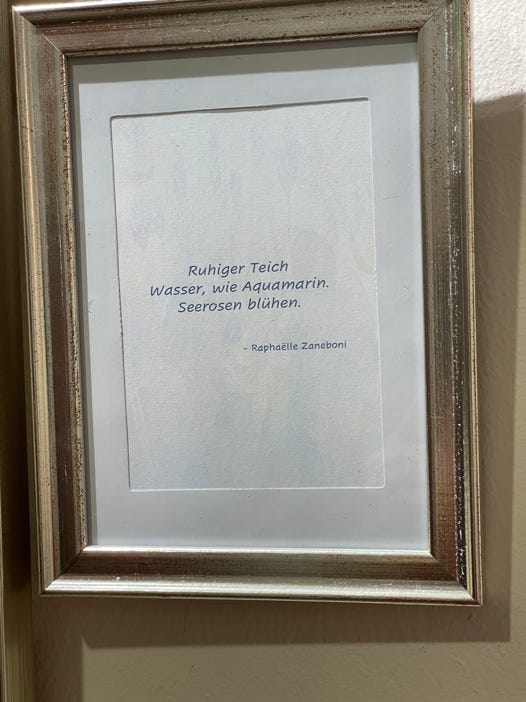 Ruhiger Teich
Wasser, wie Aquamarin.
Seerosen blühen.
- Raphaëlle Zaneboni